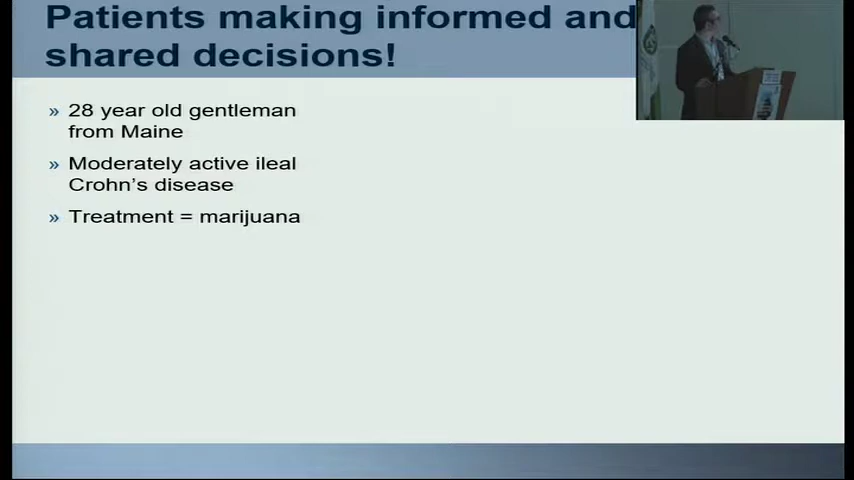 Patients making informed and
shared decisions!
» 28 year old gentleman
from Maine
» Moderately active ileal
Crohn’s disease
» Treatment = marijuana